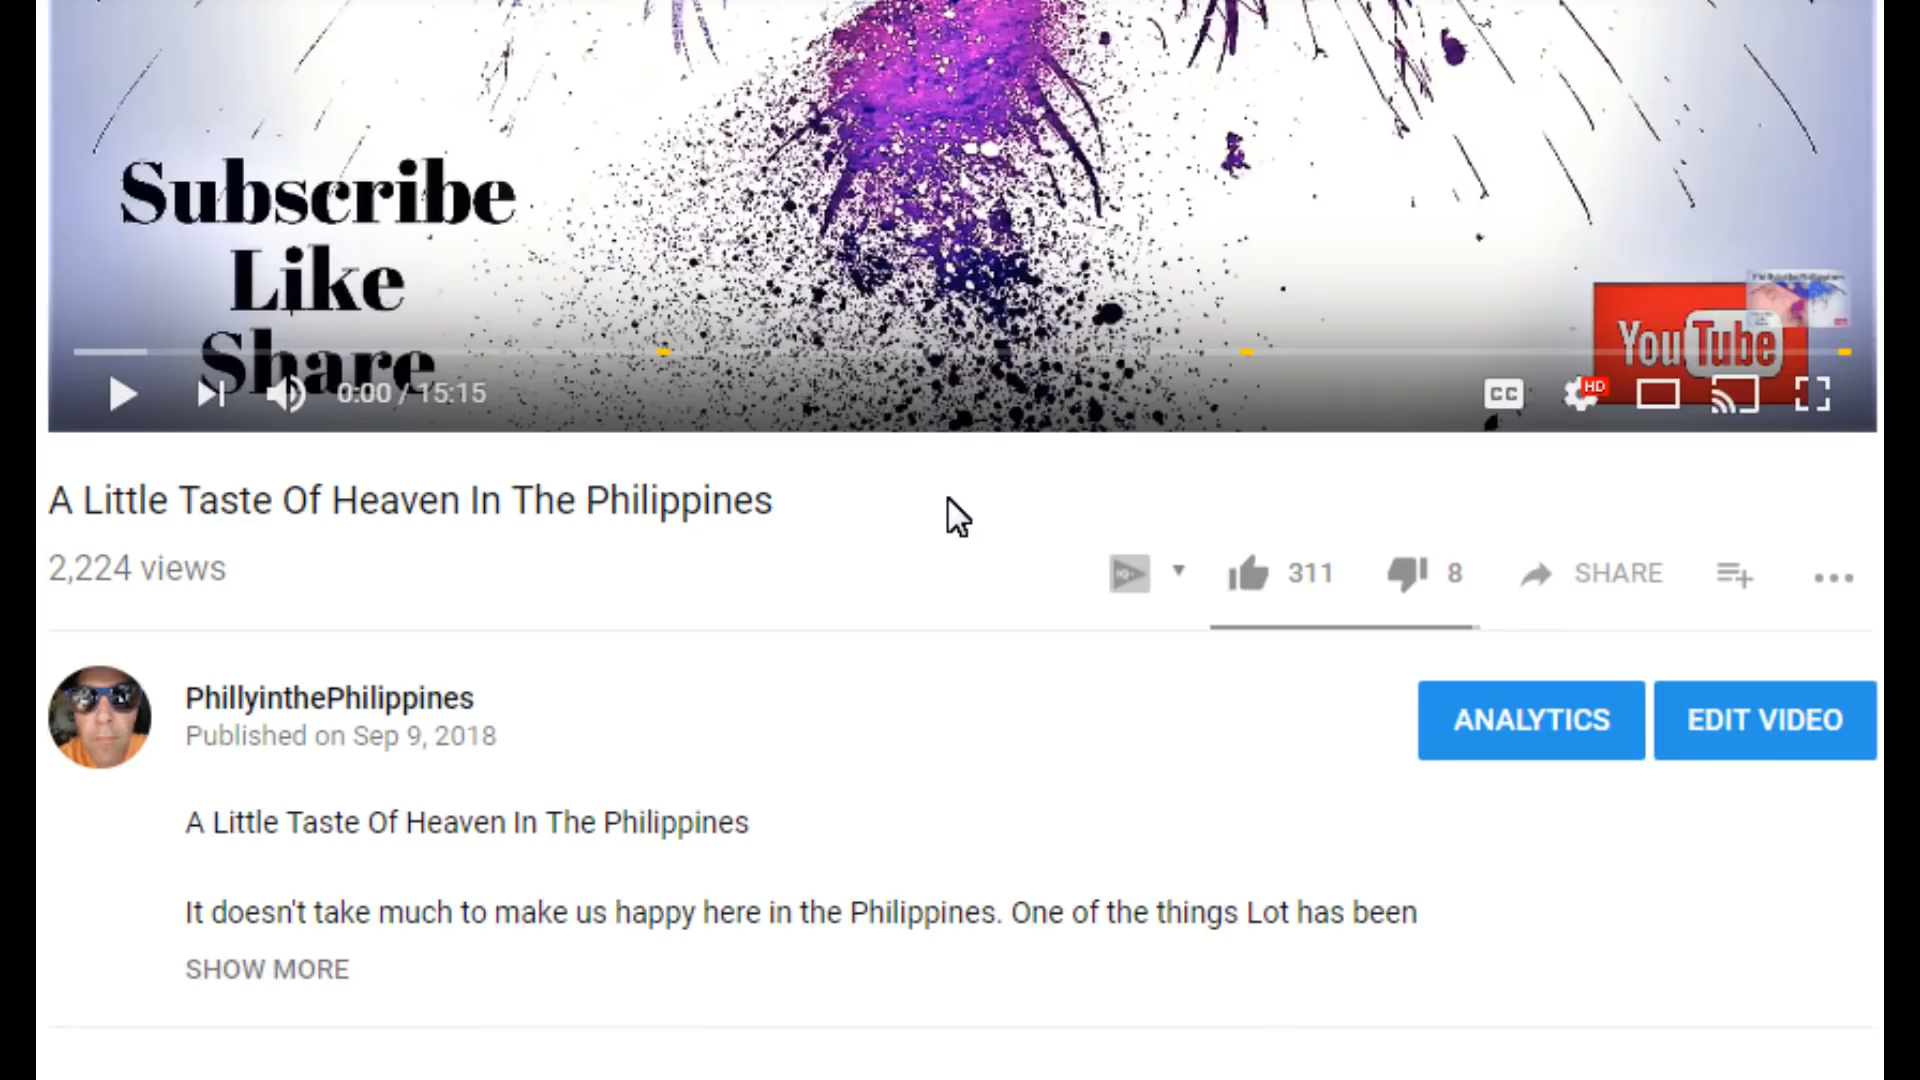 Subscribe
Like
Share
YouTube
0:00 / 15:15
CC
HD
A Little Taste Of Heaven In The Philippines
2,224 views
311
8
SHARE
PhillyinthePhilippines
Published on Sep 9, 2018
ANALYTICS
EDIT VIDEO
A Little Taste Of Heaven In The Philippines
It doesn't take much to make us happy here in the Philippines. One of the things Lot has been
SHOW MORE